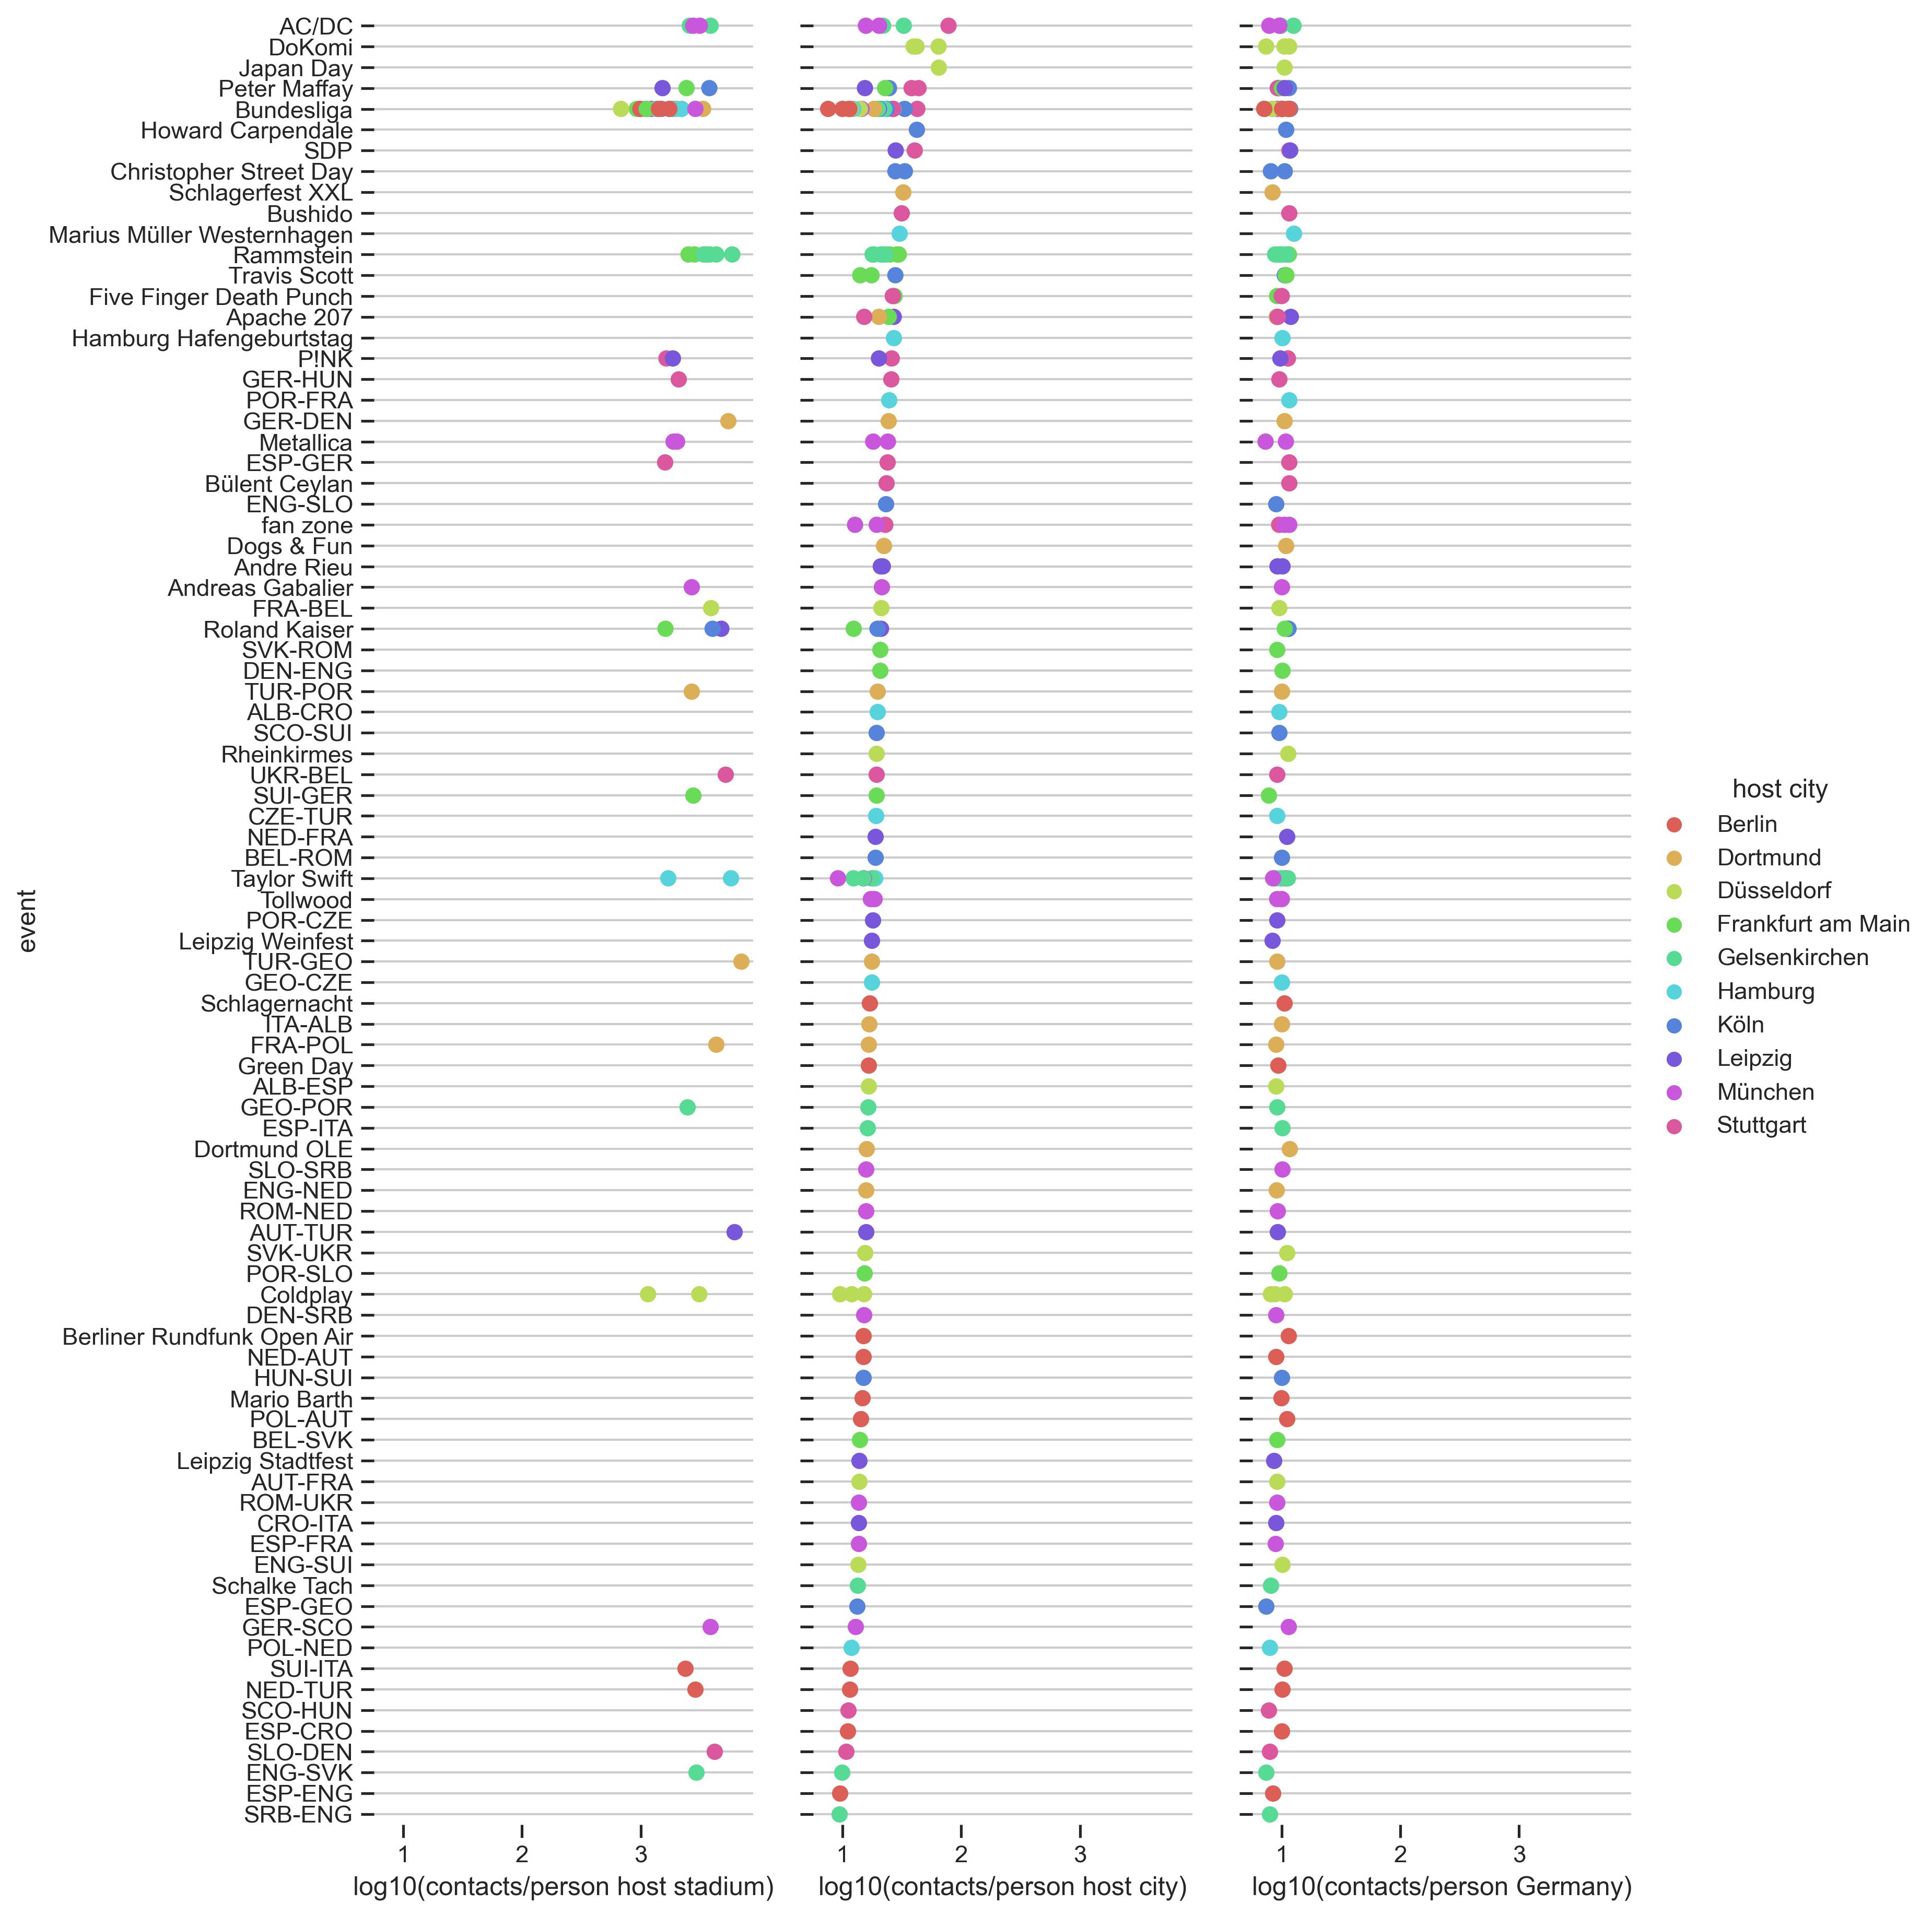 AC/DC
DoKomi
Japan Day
Peter Maffay
Bundesliga
Howard Carpendale
SDP
Christopher Street Day
Schlagerfest XXL
Bushido
Marius Müller Westernhagen
Rammstein
Travis Scott
Five Finger Death Punch
Apache 207
Hamburg Hafengeburtstag
P!NK
GER-HUN
POR-FRA
GER-DEN
Metallica
ESP-GER
Bülent Ceylan
ENG-SLO
fan zone
Dogs & Fun
Andre Rieu
Andreas Gabalier
FRA-BEL
Roland Kaiser
SVK-ROM
DEN-ENG
TUR-POR
ALB-CRO
SCO-SUI
Rheinkirmes
UKR-BEL
SUI-GER
CZE-TUR
NED-FRA
BEL-ROM
Taylor Swift
Tollwood
POR-CZE
Leipzig Weinfest
TUR-GEO
GEO-CZE
Schlagernacht
ITA-ALB
FRA-POL
Green Day
ALB-ESP
GEO-POR
ESP-ITA
Dortmund OLE
SLO-SRB
ENG-NED
ROM-NED
AUT-TUR
SVK-UKR
POR-SLO
Coldplay
DEN-SRB
Berliner Rundfunk Open Air
NED-AUT
HUN-SUI
Mario Barth
POL-AUT
BEL-SVK
Leipzig Stadtfest
AUT-FRA
ROM-UKR
CRO-ITA
ESP-FRA
ENG-SUI
Schalke Tach
ESP-GEO
GER-SCO
POL-NED
SUI-ITA
NED-TUR
SCO-HUN
ESP-CRO
SLO-DEN
ENG-SVK
ESP-ENG
SRB-ENG
event
1 2 3
log10(contacts/person host stadium)
1 2 3
log10(contacts/person host city)
1 2 3
log10(contacts/person Germany)
host city
Berlin
Dortmund
Düsseldorf
Frankfurt am Main
Gelsenkirchen
Hamburg
Köln
Leipzig
München
Stuttgart